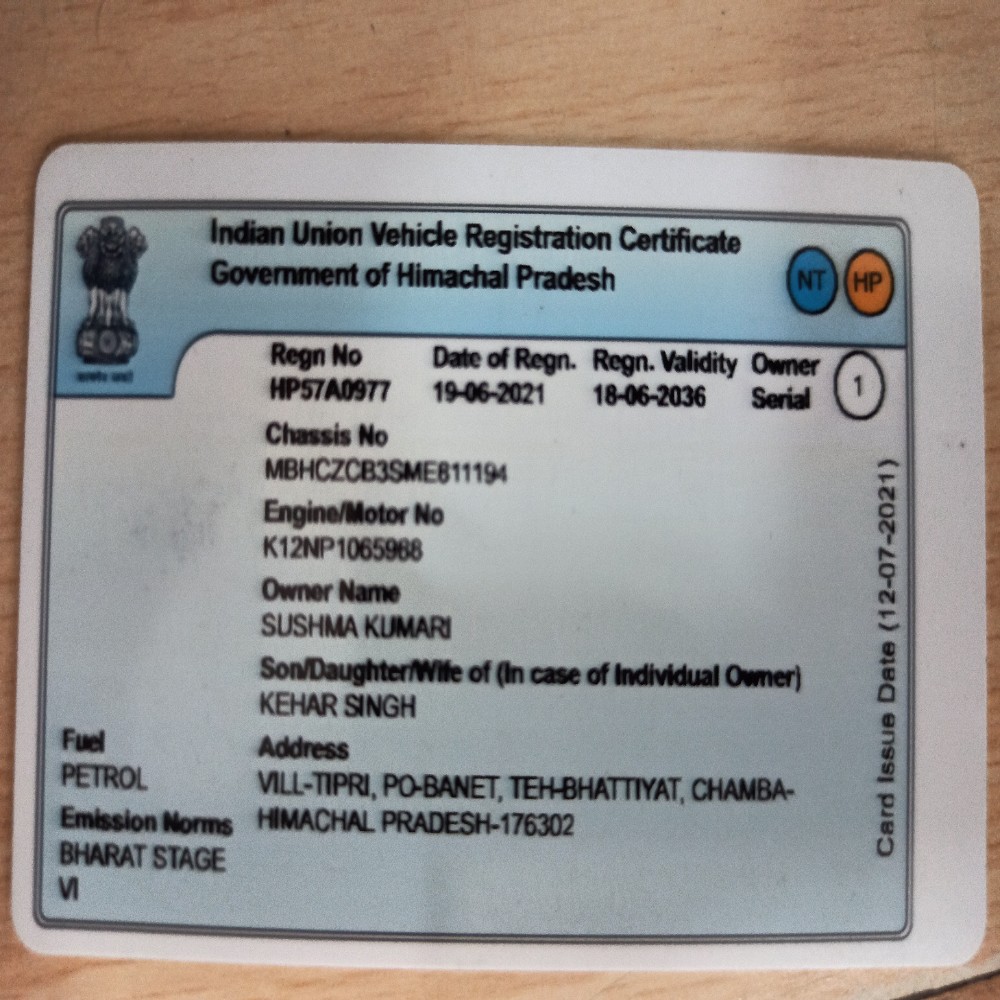 Indian Union Vehicle Registration Certificate
Government of Himachal Pradesh
NT HP
Regn No Date of Regn. Regn. Validity Owner Serial 1
HP57A0977 19-06-2021 18-06-2036
Chassis No
MBHCZCB3SME811194
Engine/Motor No
K12NP1065968
Owner Name
SUSHMA KUMARI
Son/Daughter/Wife of (In case of Individual Owner)
KEHAR SINGH
Address
VILL-TIPRI, PO-BANET, TEH-BHATTIYAT, CHAMBA-
HIMACHAL PRADESH-176302
Fuel
PETROL
Emission Norms
BHARAT STAGE
VI
Card Issue Date (12-07-2021)